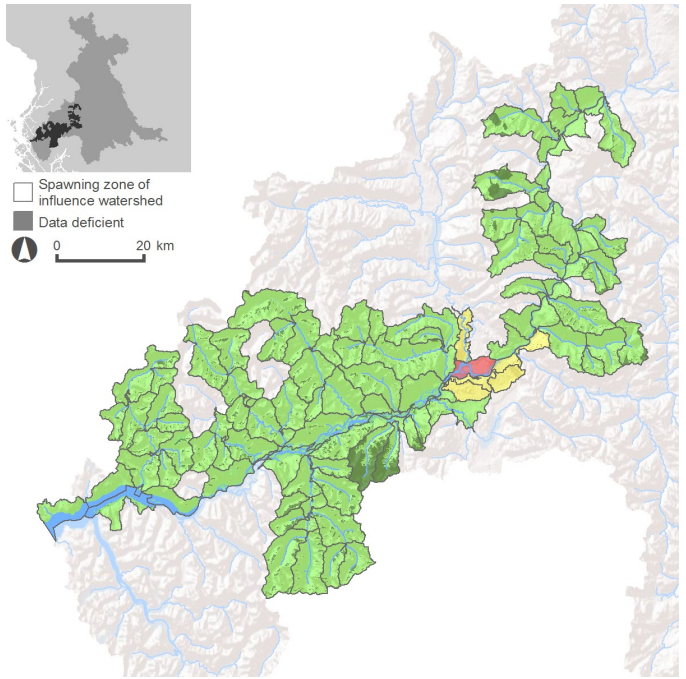 Spawning zone of
influence watershed
Data deficient
0 20 km